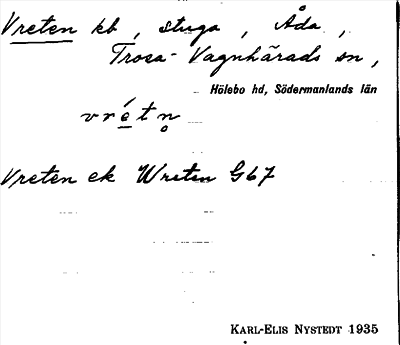 Vreten kb, stuga, Åda,
Trosa-Vagnhärads sn,
Hölebo hd, Södermanlands län
vrét̥n̥
Vreten ek Wreten G67
KARL-ELIS NYSTEDT 1935